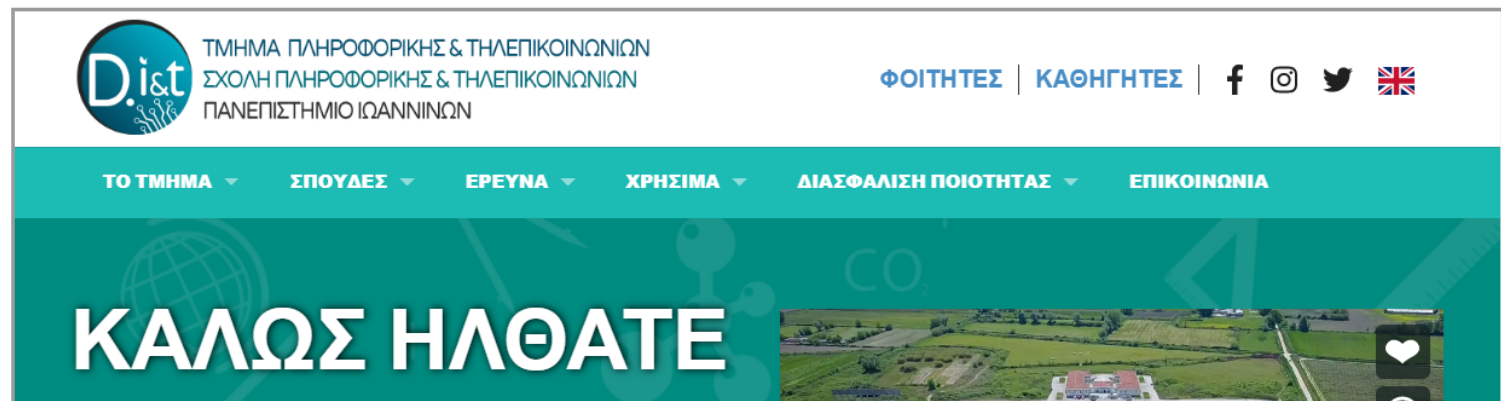 D.i&t
ΤΜΗΜΑ ΠΛΗΡΟΦΟΡΙΚΗΣ & ΤΗΛΕΠΙΚΟΙΝΩΝΙΩΝ
ΣΧΟΛΗ ΠΛΗΡΟΦΟΡΙΚΗΣ & ΤΗΛΕΠΙΚΟΙΝΩΝΙΩΝ
ΠΑΝΕΠΙΣΤΗΜΙΟ ΙΩΑΝΝΙΝΩΝ
ΦΟΙΤΗΤΕΣ | ΚΑΘΗΓΗΤΕΣ |
ΤΟ ΤΜΗΜΑ ΣΠΟΥΔΕΣ ΕΡΕΥΝΑ ΧΡΗΣΙΜΑ ΔΙΑΣΦΑΛΙΣΗ ΠΟΙΟΤΗΤΑΣ ΕΠΙΚΟΙΝΩΝΙΑ
CO₂
ΚΑΛΩΣ ΗΛΘΑΤΕ